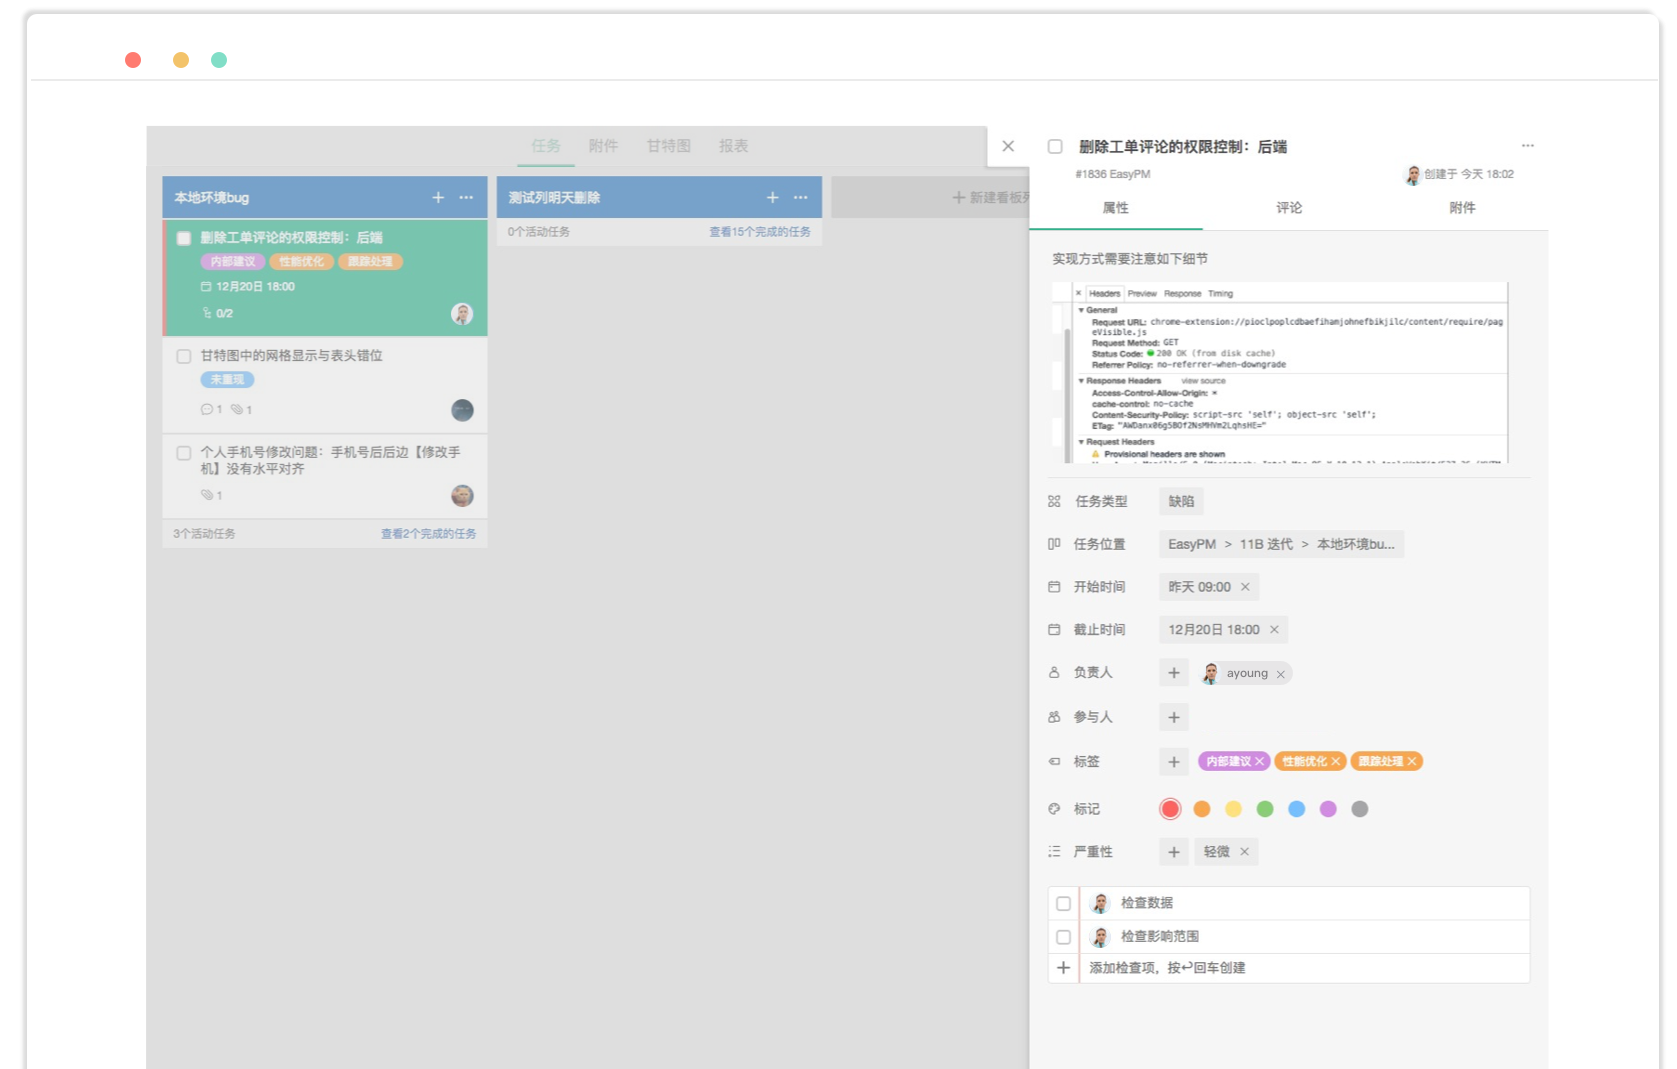 任务 附件 甘特图 报表
本地环境bug
删除工单评论的权限控制：后端
内部建议 性能优化 跟踪处理
12月20日 18:00
0/2
甘特图中的网格显示与表头错位
未重现
1 1
个人手机号修改问题：手机号后后边【修改手
机】没有水平对齐
1
3个活动任务 查看2个完成的任务
测试列明天删除
0个活动任务 查看15个完成的任务
新建看板列
删除工单评论的权限控制：后端
#1836 EasyPM 创建于 今天 18:02
属性 评论 附件
实现方式需要注意如下细节
Headers Preview Response Timing
General
Request URL: chrome-extension://pioclpoplcdbaefihamjohnefbikjilc/content/require/pag
eVisible.js
Request Method: GET
Status Code: 200 OK (from disk cache)
Referrer Policy: no-referrer-when-downgrade
Response Headers view source
Access-Control-Allow-Origin: *
cache-control: no-cache
Content-Security-Policy: script-src 'self'; object-src 'self';
ETag: "AWDanx06g5BOf2NsMHVm2LqhsHE="
Request Headers
Provisional headers are shown
任务类型 缺陷
任务位置 EasyPM > 11B 迭代 > 本地环境bu...
开始时间 昨天 09:00
截止时间 12月20日 18:00
负责人 ayoung
参与人
标签 内部建议 性能优化 跟踪处理
标记
严重性 轻微
检查数据
检查影响范围
添加检查项，按↩回车创建